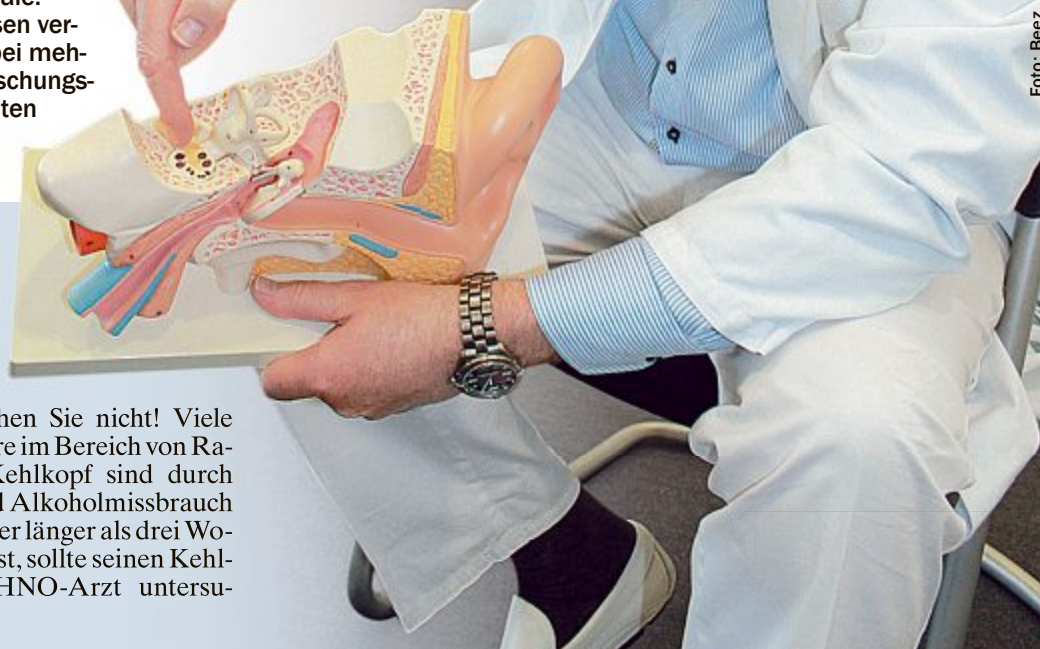 sen ver-
bei meh-
schungs-
ten
Foto: Beez
hen Sie nicht! Viele
re im Bereich von Ra-
Kehlkopf sind durch
d Alkoholmissbrauch
er länger als drei Wo-
st, sollte seinen Kehl-
HNO-Arzt untersu-